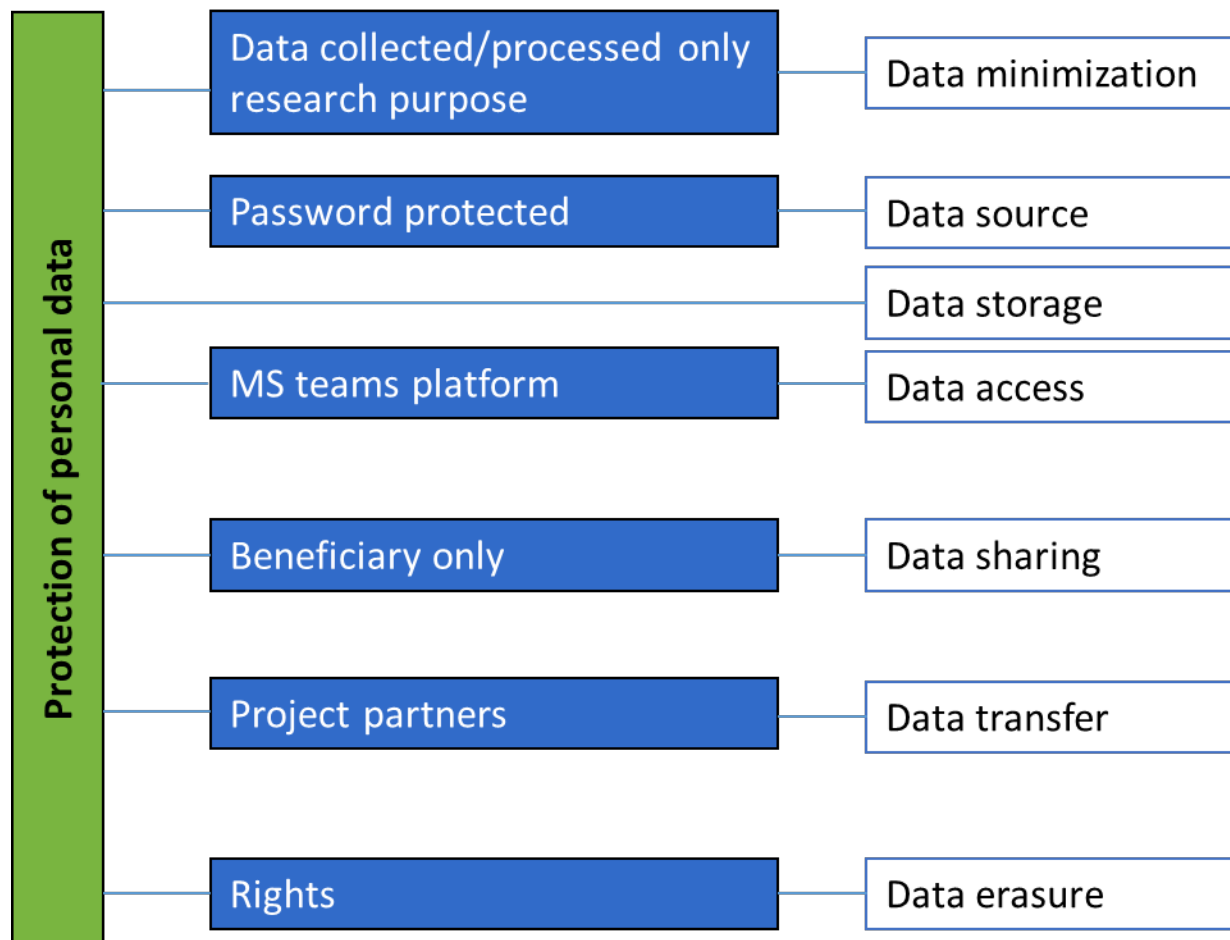 Protection of personal data
Data collected/processed only
research purpose
Data minimization
Password protected
Data source
Data storage
MS teams platform
Data access
Beneficiary only
Data sharing
Project partners
Data transfer
Rights
Data erasure